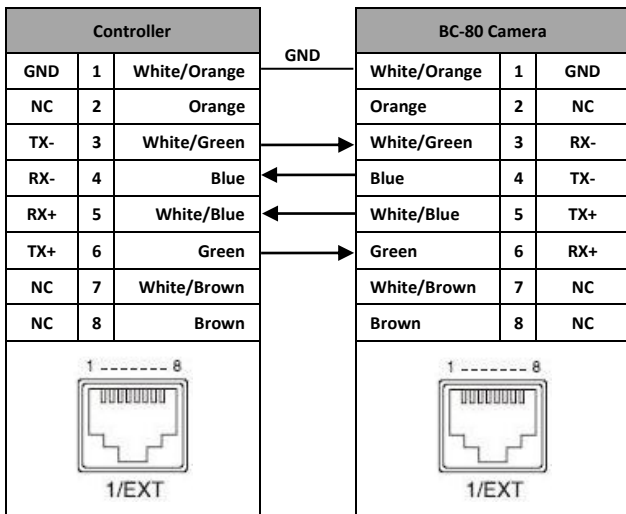 Controller BC-80 Camera
GND
GND 1 White/Orange White/Orange 1 GND
NC 2 Orange Orange 2 NC
TX- 3 White/Green White/Green 3 RX-
RX- 4 Blue Blue 4 TX-
RX+ 5 White/Blue White/Blue 5 TX+
TX+ 6 Green Green 6 RX+
NC 7 White/Brown White/Brown 7 NC
NC 8 Brown Brown 8 NC
1 ------- 8 1 ------- 8
1/EXT 1/EXT